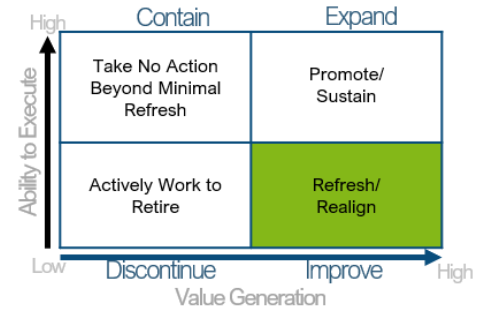 Contain
Expand
High
Take No Action
Beyond Minimal
Refresh
Promote/
Sustain
Ability to Execute
Actively Work to
Retire
Refresh/
Realign
Low
Discontinue
Improve
High
Value Generation